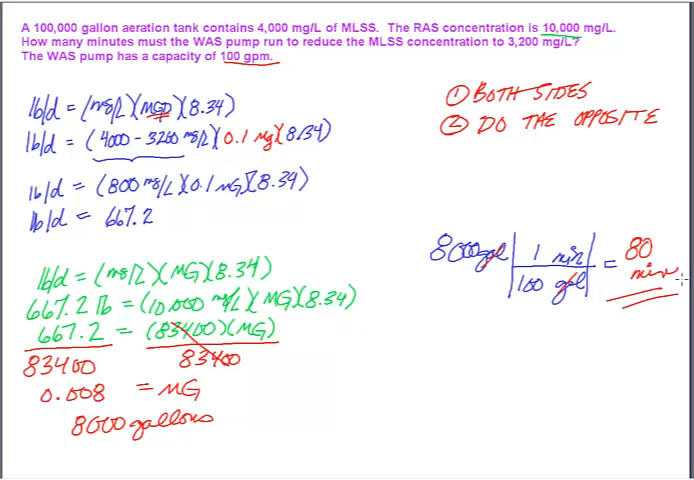 A 100,000 gallon aeration tank contains 4,000 mg/L of MLSS. The RAS concentration is 10,000 mg/L.
How many minutes must the WAS pump run to reduce the MLSS concentration to 3,200 mg/L?
The WAS pump has a capacity of 100 gpm.
lb/d = (mg/L)(MGD)(8.34)
lb/d = (4000 - 3200 mg/L)(0.1 Mg)(8.34)
lb/d = (800 mg/L)(0.1 MG)(8.34)
lb/d = 667.2
lb/d = (mg/L)(MG)(8.34)
667.2 lb = (10,000 mg/L)(MG)(8.34)
667.2 = (83400)(MG)
83400 83400
0.008 = MG
8000 gallons
① BOTH SIDES
② DO THE OPPOSITE
8000 gal | 1 min | = 80 min
100 gal